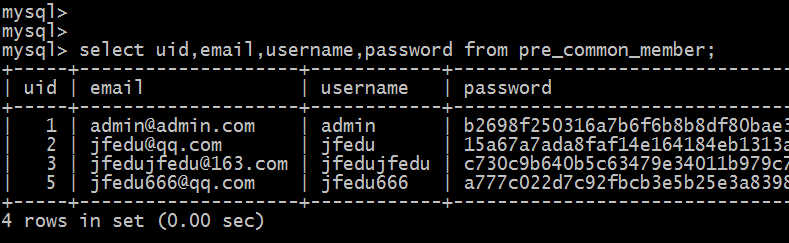 mysql>
mysql>
mysql> select uid,email,username,password from pre_common_member;
+-----+--------------------+------------+---------------------
| uid | email              | username   | password
+-----+--------------------+------------+---------------------
|   1 | admin@admin.com    | admin      | b2698f250316a7b6f6b8b8df80bae3
|   2 | jfedu@qq.com       | jfedu      | 15a67a7ada8faf14e164184eb1313a
|   3 | jfedujfedu@163.com | jfedujfedu | c730c9b640b5c63479e34011b979c7
|   5 | jfedu666@qq.com    | jfedu666   | a777c022d7c92fbcb3e5b25e3a8398
+-----+--------------------+------------+---------------------
4 rows in set (0.00 sec)